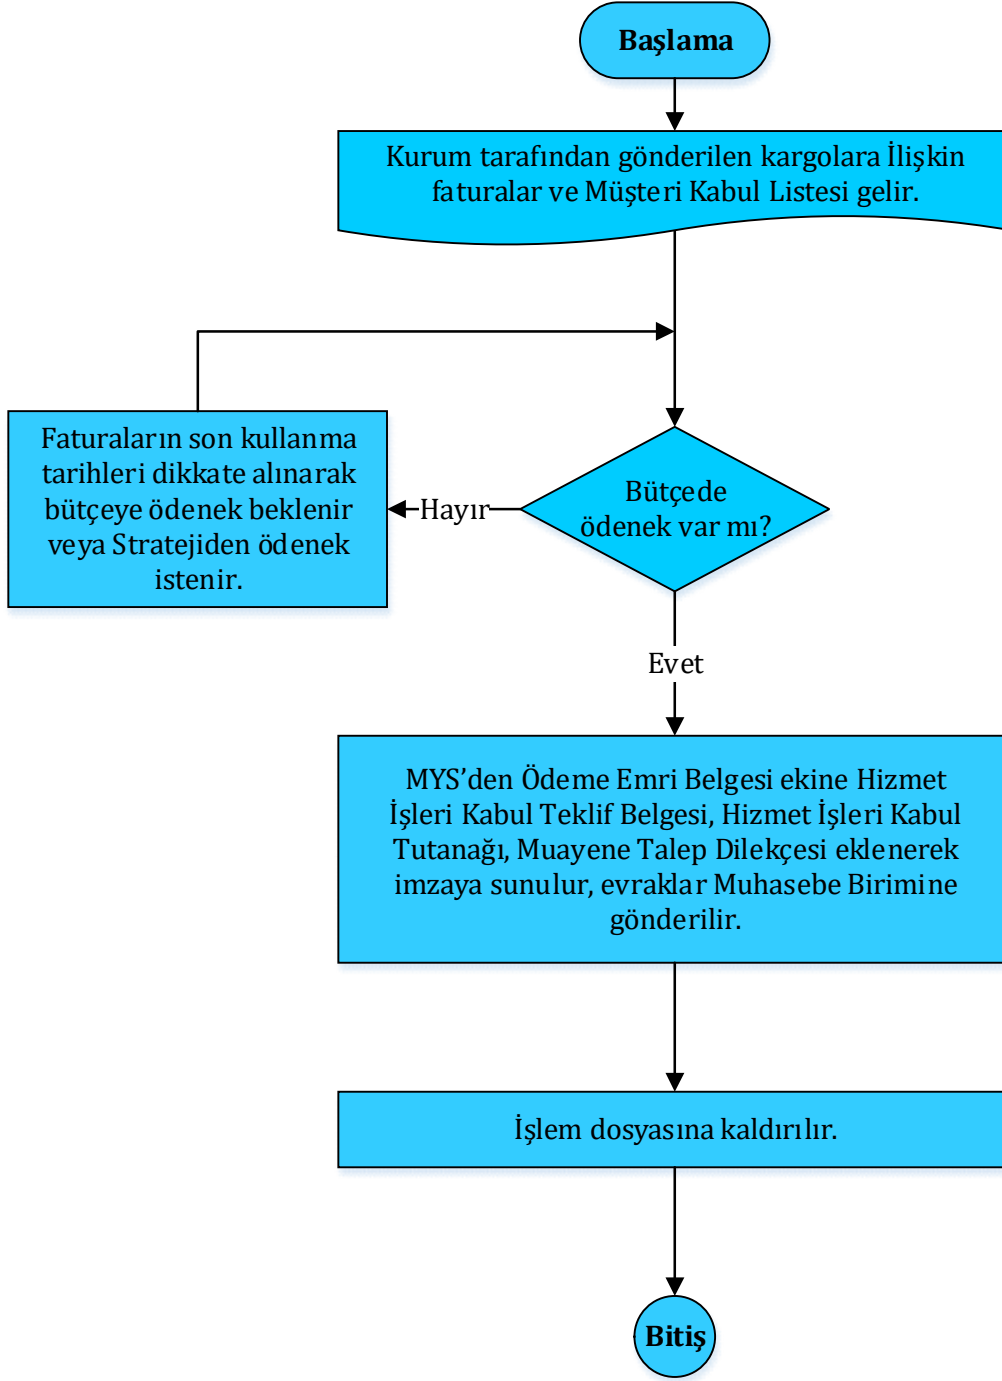 Başlama
Kurum tarafından gönderilen kargolara İlişkin
faturalar ve Müşteri Kabul Listesi gelir.
Faturaların son kullanma
tarihleri dikkate alınarak
bütçeye ödenek beklenir
veya Stratejiden ödenek
istenir.
Hayır
Bütçede
ödenek var mı?
Evet
MYS’den Ödeme Emri Belgesi ekine Hizmet
İşleri Kabul Teklif Belgesi, Hizmet İşleri Kabul
Tutanağı, Muayene Talep Dilekçesi eklenerek
imzaya sunulur, evraklar Muhasebe Birimine
gönderilir.
İşlem dosyasına kaldırılır.
Bitiş